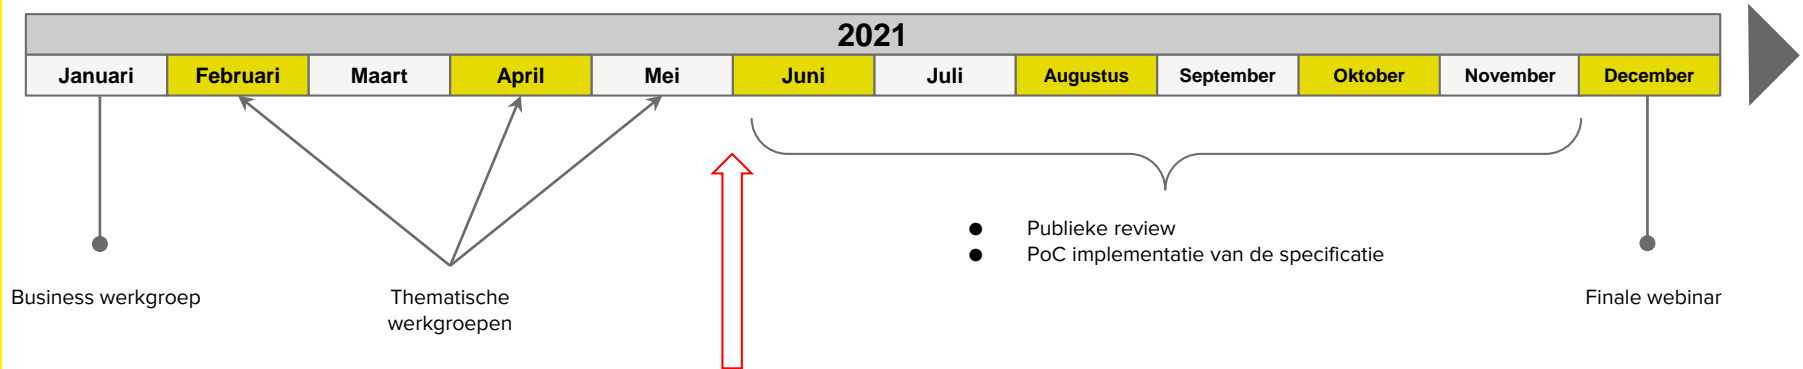 2021
Januari Februari Maart April Mei Juni Juli Augustus September Oktober November December
● Publieke review
● PoC implementatie van de specificatie
Business werkgroep
Thematische
werkgroepen
Finale webinar